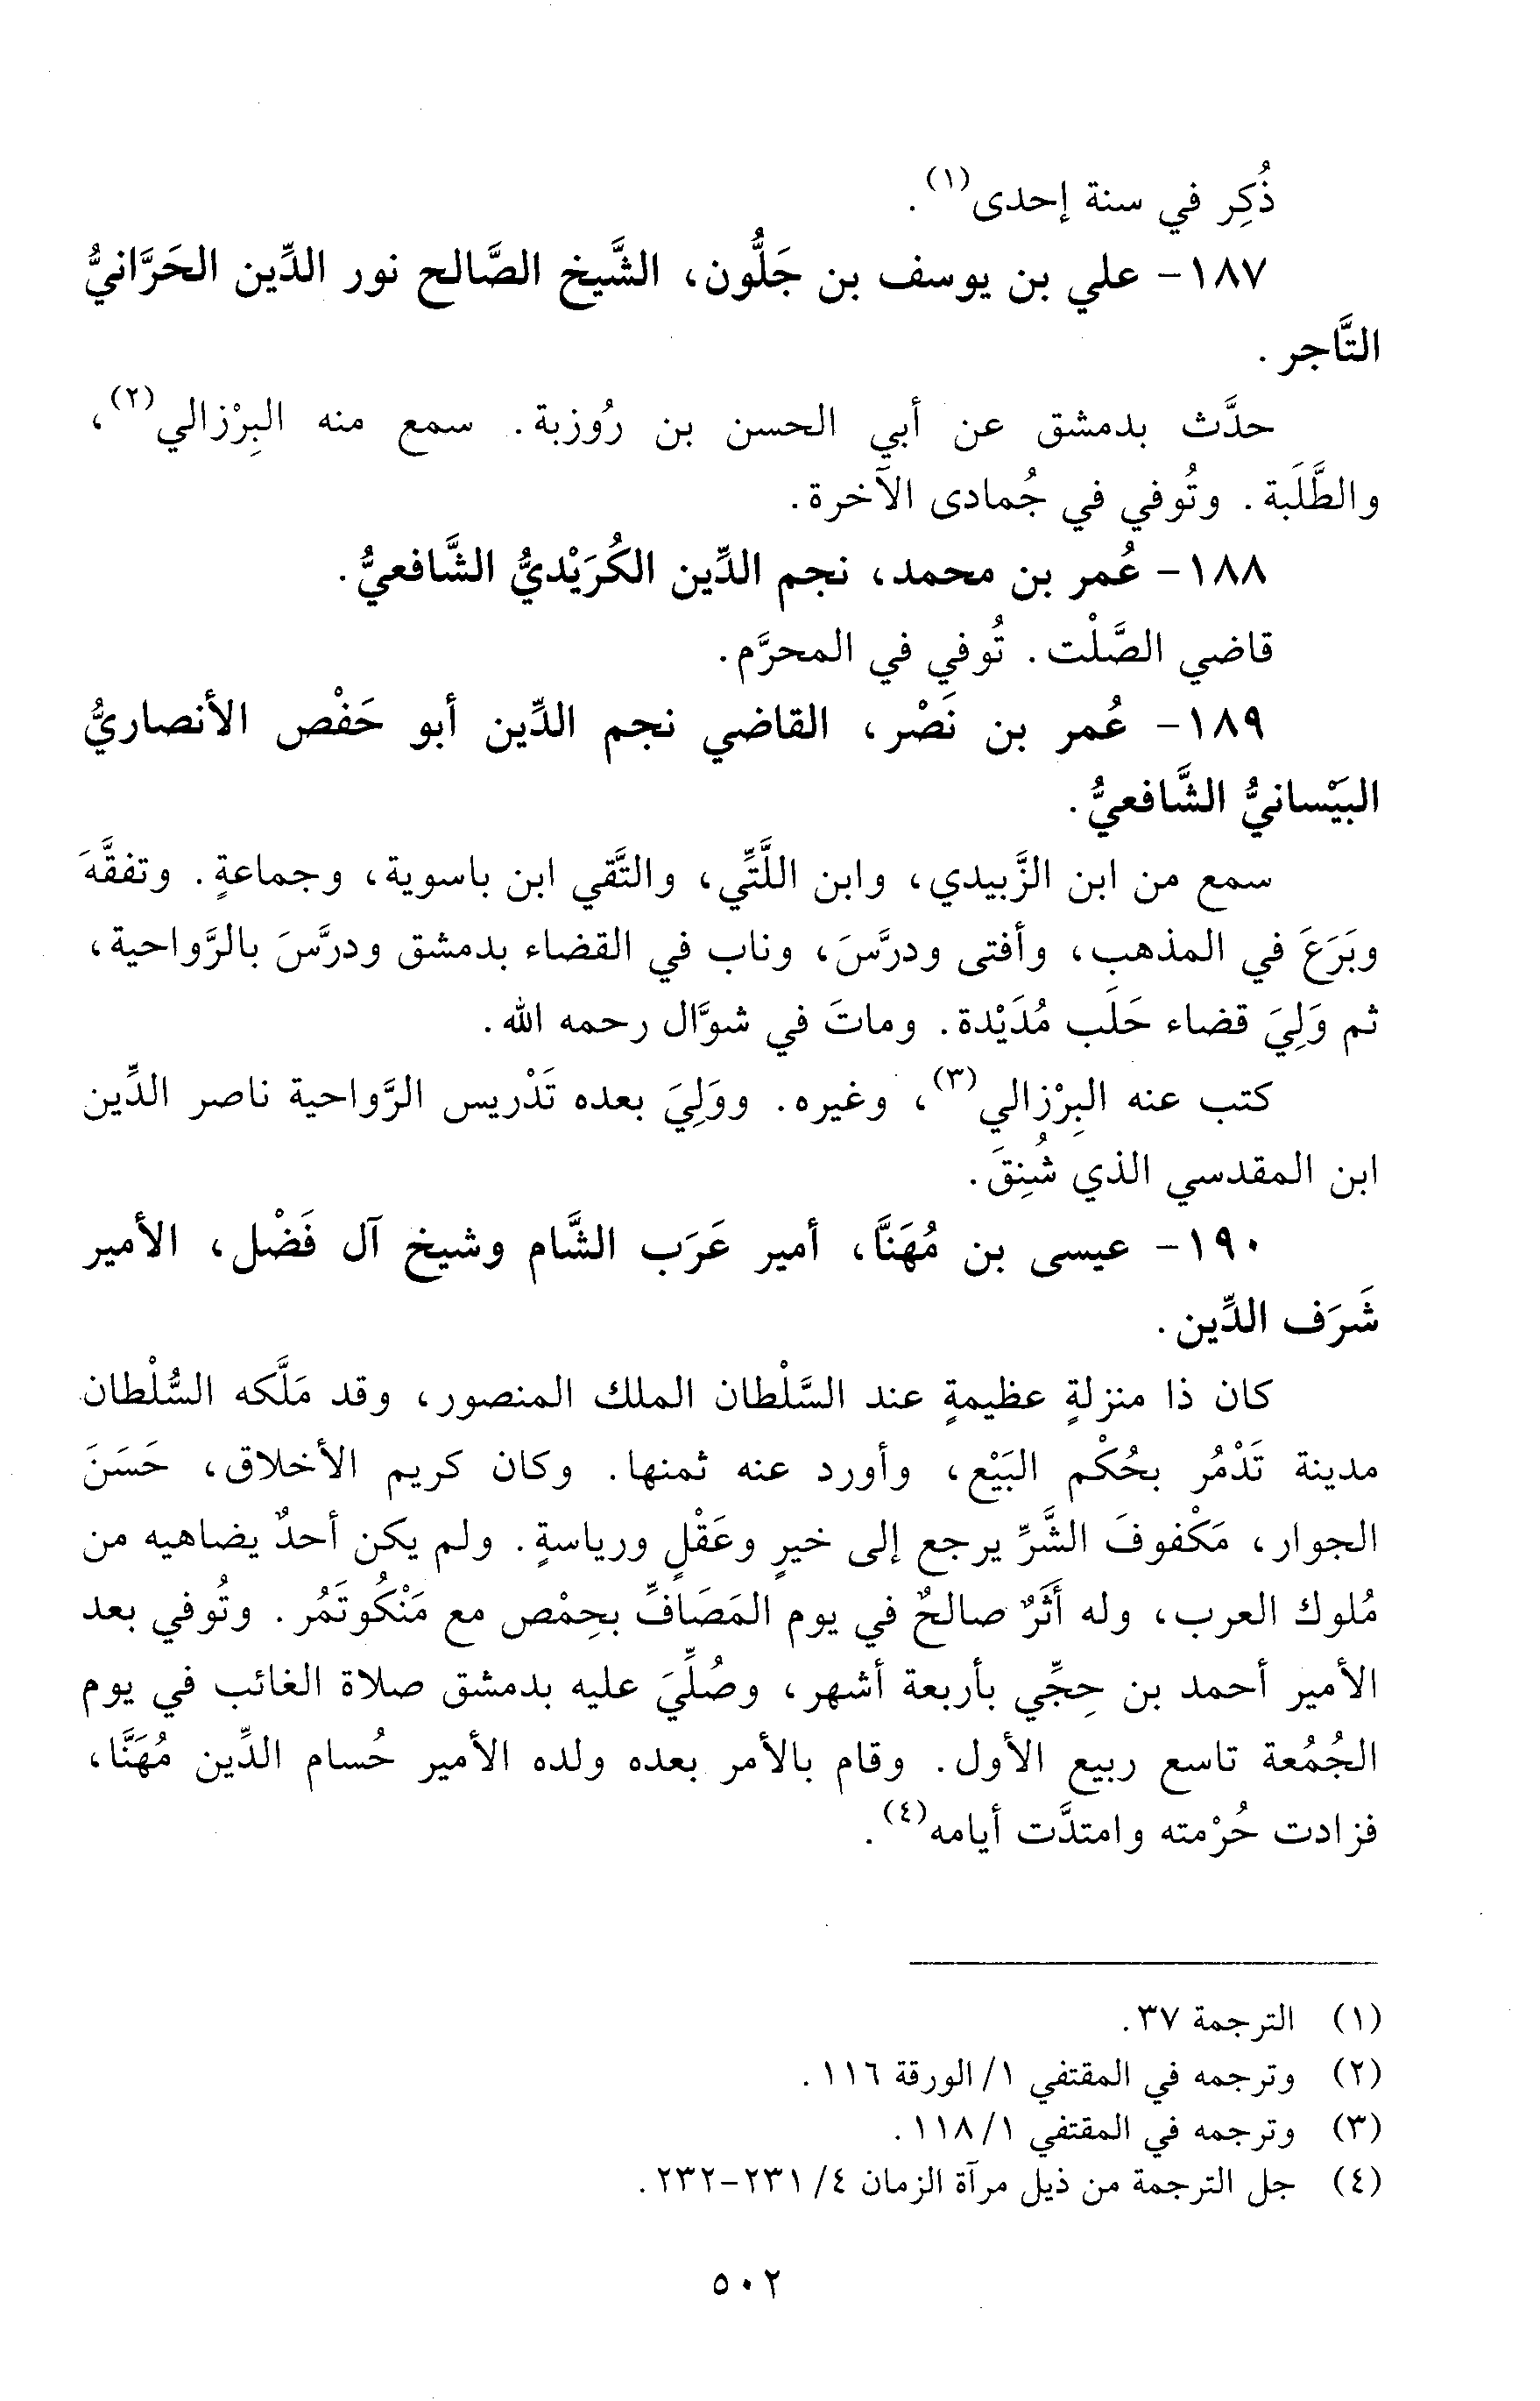 ذُكِر في سنة إحدى(١).
١٨٧- علي بن يوسف بن جَلُّون، الشَّيخ الصَّالح نور الدِّين الحَرَّانيُّ
التَّاجر.
حدَّث بدمشق عن أبي الحسن بن رُوزبة. سمع منه البِرْزالي(٢)،
والطَّلَبة. وتُوفي في جُمادى الآخرة.
١٨٨- عُمر بن محمد، نجم الدِّين الكُرَيْديُّ الشَّافعيُّ.
قاضي الصَّلْت. تُوفي في المحرَّم.
١٨٩- عُمر بن نَصْر، القاضي نجم الدِّين أبو حَفْص الأنصاريُّ
البَيْسانيُّ الشَّافعيُّ.
سمع من ابن الزَّبيدي، وابن اللَّتِّي، والتَّقي ابن باسوية، وجماعةٍ. وتفقَّهَ
وبَرَعَ في المذهب، وأفتى ودرَّسَ، وناب في القضاء بدمشق ودرَّسَ بالرَّواحية،
ثم وَلِيَ قضاء حَلَب مُدَيْدة. وماتَ في شوَّال رحمه الله.
كتب عنه البِرْزالي(٣)، وغيره. ووَلِيَ بعده تَدْريس الرَّواحية ناصر الدِّين
ابن المقدسي الذي شُنِقَ.
١٩٠- عيسى بن مُهَنَّا، أمير عَرَب الشَّام وشيخ آل فَضْل، الأمير
شَرَف الدِّين.
كان ذا منزلةٍ عظيمةٍ عند السَّلْطان الملك المنصور، وقد مَلَّكه السُّلْطان
مدينة تَدْمُر بحُكْم البَيْع، وأورد عنه ثمنها. وكان كريم الأخلاق، حَسَنَ
الجوار، مَكْفوفَ الشَّرِّ يرجع إلى خيرٍ وعَقْلٍ ورياسةٍ. ولم يكن أحدٌ يضاهيه من
مُلوك العرب، وله أَثَرٌ صالحٌ في يوم المَصَافِّ بحِمْص مع مَنْكُوتَمُر. وتُوفي بعد
الأمير أحمد بن حِجِّي بأربعة أشهر، وصُلِّيَ عليه بدمشق صلاة الغائب في يوم
الجُمُعة تاسع ربيع الأول. وقام بالأمر بعده ولده الأمير حُسام الدِّين مُهَنَّا،
فزادت حُرْمته وامتدَّت أيامه(٤).
(١) الترجمة ٣٧.
(٢) وترجمه في المقتفي ١/ الورقة ١١٦.
(٣) وترجمه في المقتفي ١/ ١١٨.
(٤) جل الترجمة من ذيل مرآة الزمان ٤/ ٢٣١-٢٣٢.
٥٠٢